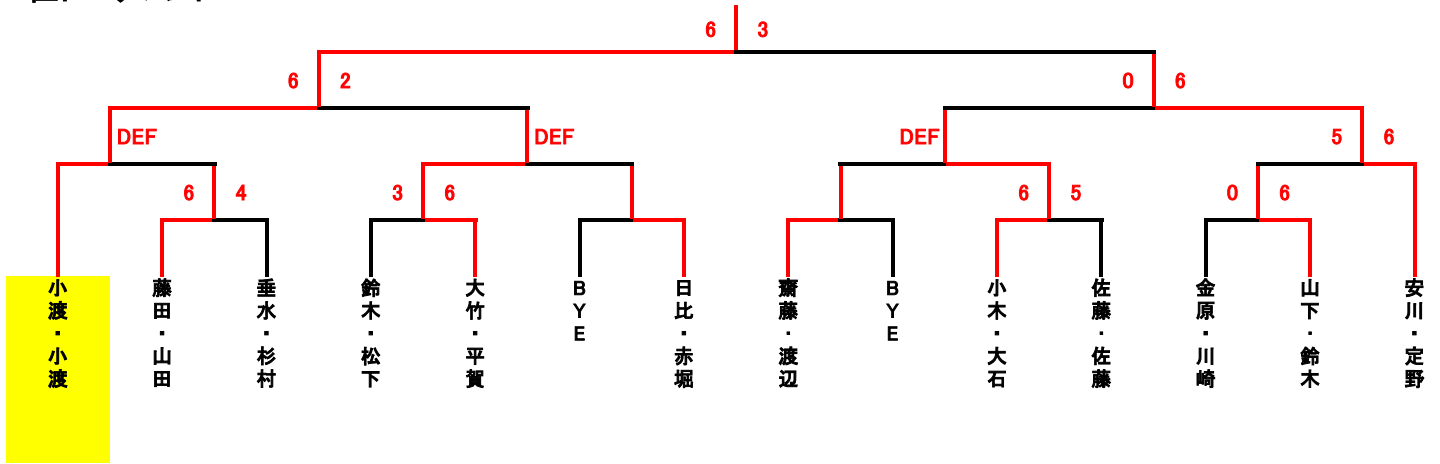 6 3
6 2
0 6
DEF
DEF
DEF
5 6
6 4
3 6
6 5
0 6
小渡・小渡
藤田・山田
垂水・杉村
鈴木・松下
大竹・平賀
BYE
日比・赤堀
齋藤・渡辺
BYE
小木・大石
佐藤・佐藤
金原・川崎
山下・鈴木
安川・定野